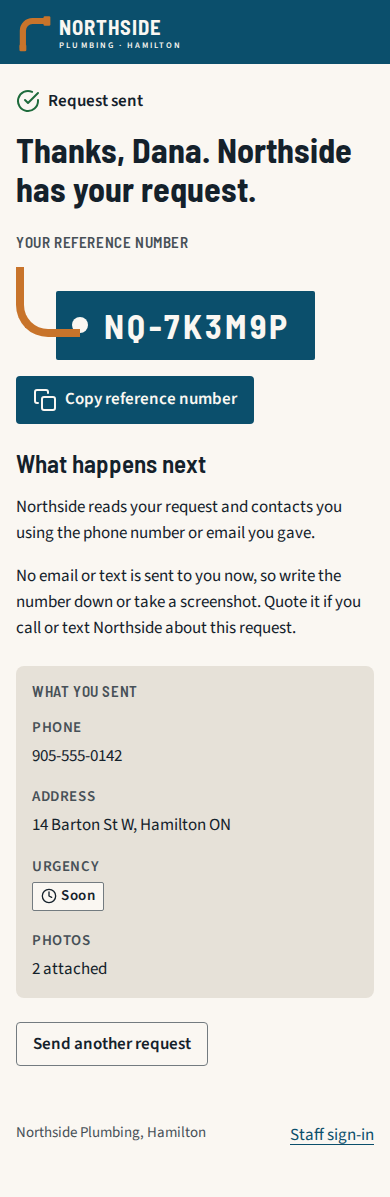 NORTHSIDE
PLUMBING · HAMILTON
Request sent
Thanks, Dana. Northside
has your request.
YOUR REFERENCE NUMBER
NQ-7K3M9P
Copy reference number
What happens next
Northside reads your request and contacts you
using the phone number or email you gave.
No email or text is sent to you now, so write the
number down or take a screenshot. Quote it if you
call or text Northside about this request.
WHAT YOU SENT
PHONE
905-555-0142
ADDRESS
14 Barton St W, Hamilton ON
URGENCY
Soon
PHOTOS
2 attached
Send another request
Northside Plumbing, Hamilton
Staff sign-in